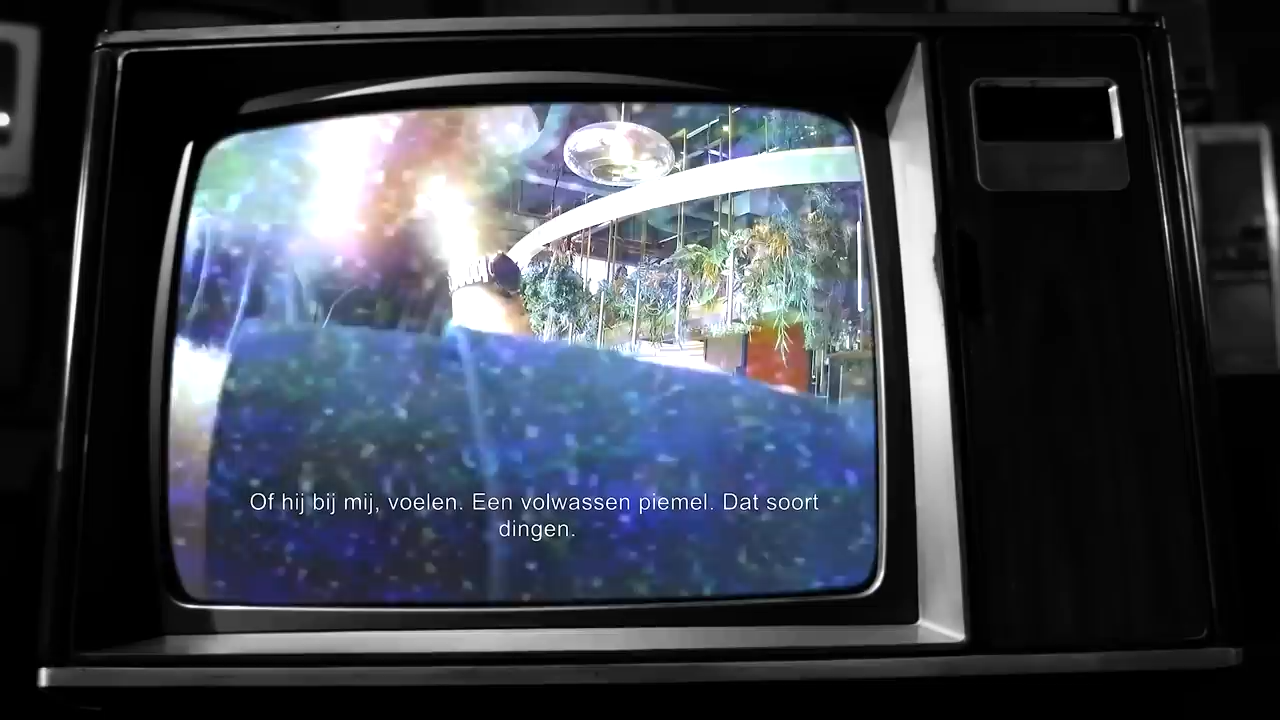 Of hij bij mij, voelen. Een volwassen piemel. Dat soort
dingen.